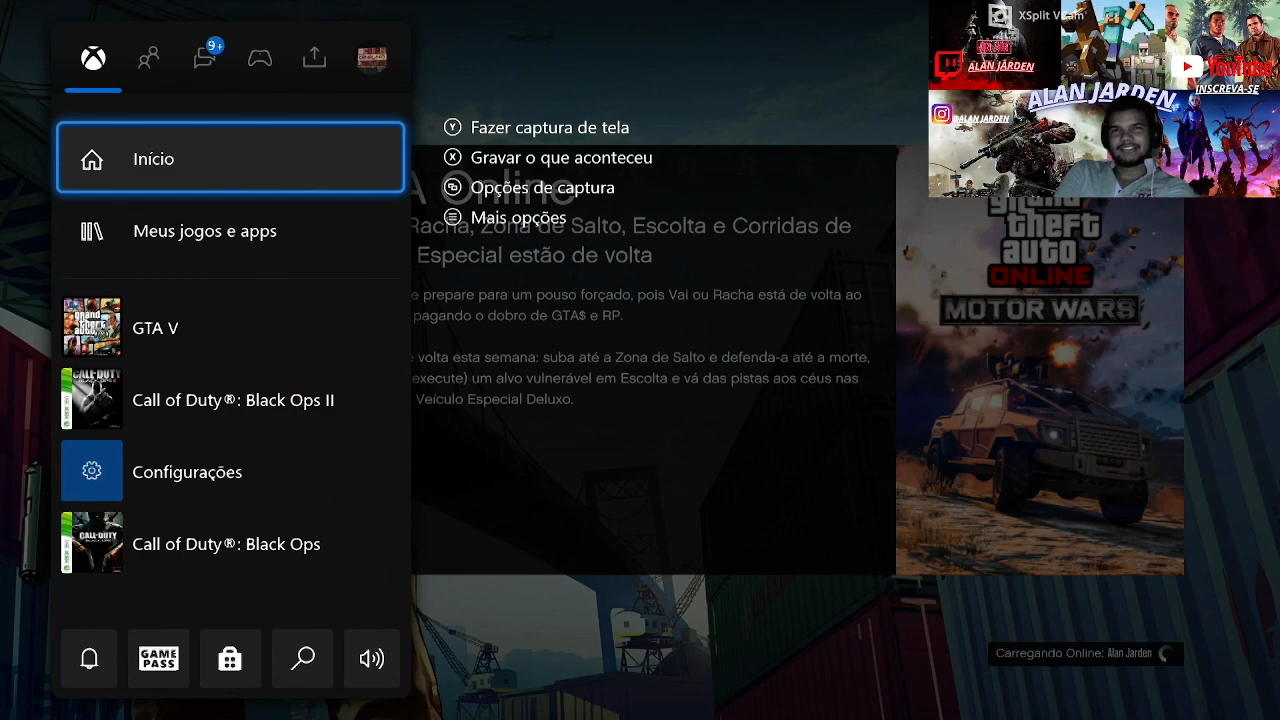 9+
Início
Meus jogos e apps
GTA V
Call of Duty®: Black Ops II
Configurações
Call of Duty®: Black Ops
GAME PASS
Fazer captura de tela
Gravar o que aconteceu
Opções de captura
Mais opções
A Online
Racha, Zona de Salto, Escolta e Corridas de
Especial estão de volta
e prepare para um pouso forçado, pois Vai ou Racha está de volta ao
pagando o dobro de GTA$ e RP.
volta esta semana: suba até a Zona de Salto e defenda-a até a morte,
execute) um alvo vulnerável em Escolta e vá das pistas aos céus nas
Veículo Especial Deluxo.
XSplit VCam
ALAN JARDEN
YouTube
INSCREVA-SE
ALAN JARDEN
@ALAN JARDEN
grand
theft
auto
ONLINE
MOTOR WARS
Carregando Online: Alan Jarden